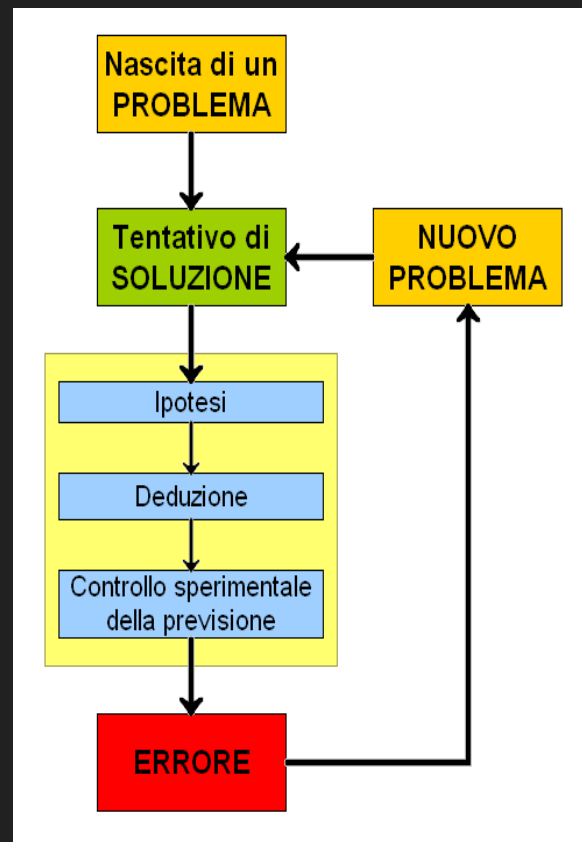 Nascita di un
PROBLEMA
Tentativo di
SOLUZIONE
NUOVO
PROBLEMA
Ipotesi
Deduzione
Controllo sperimentale
della previsione
ERRORE